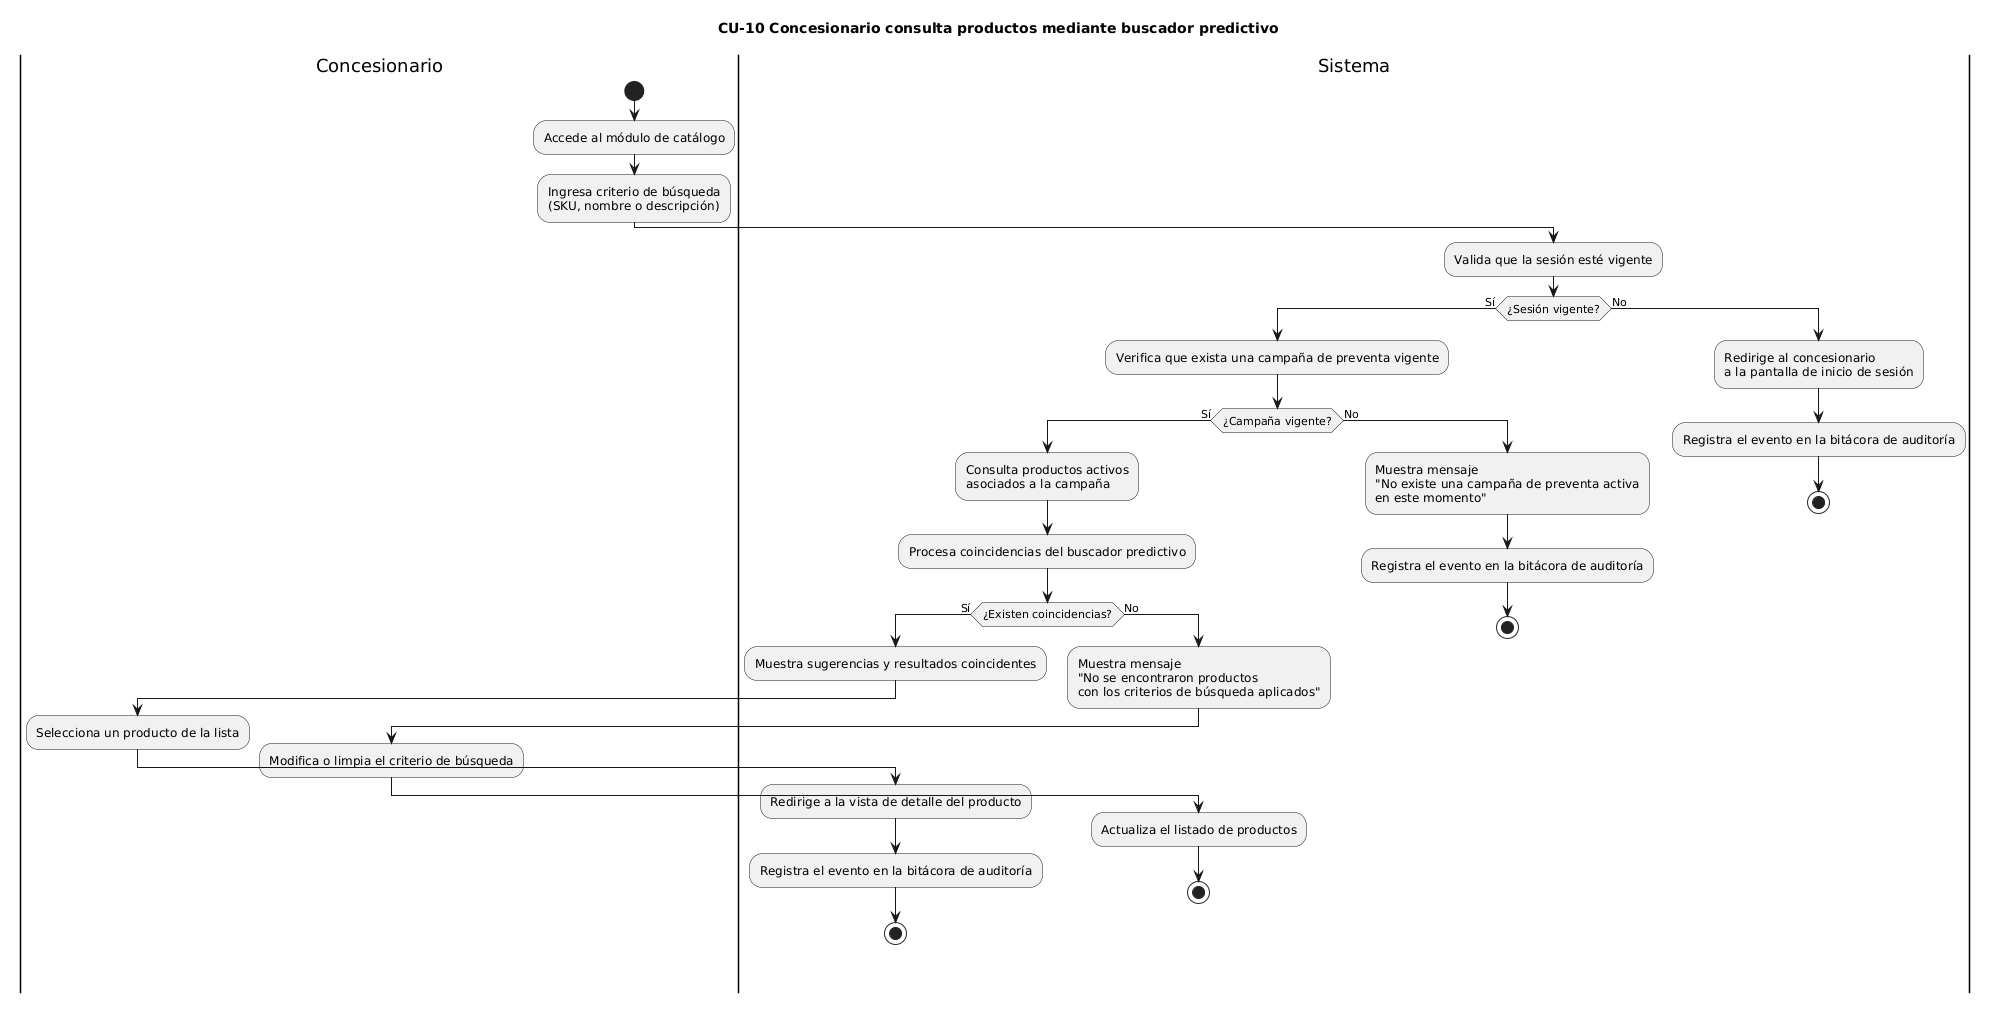 CU-10 Concesionario consulta productos mediante buscador predictivo
Concesionario
Sistema
Accede al módulo de catálogo
Ingresa criterio de búsqueda
(SKU, nombre o descripción)
Valida que la sesión esté vigente
Sí
¿Sesión vigente?
No
Verifica que exista una campaña de preventa vigente
Redirige al concesionario
a la pantalla de inicio de sesión
Sí
¿Campaña vigente?
No
Registra el evento en la bitácora de auditoría
Consulta productos activos
asociados a la campaña
Muestra mensaje
"No existe una campaña de preventa activa
en este momento"
Procesa coincidencias del buscador predictivo
Registra el evento en la bitácora de auditoría
Sí
¿Existen coincidencias?
No
Muestra sugerencias y resultados coincidentes
Muestra mensaje
"No se encontraron productos
con los criterios de búsqueda aplicados"
Selecciona un producto de la lista
Modifica o limpia el criterio de búsqueda
Redirige a la vista de detalle del producto
Actualiza el listado de productos
Registra el evento en la bitácora de auditoría